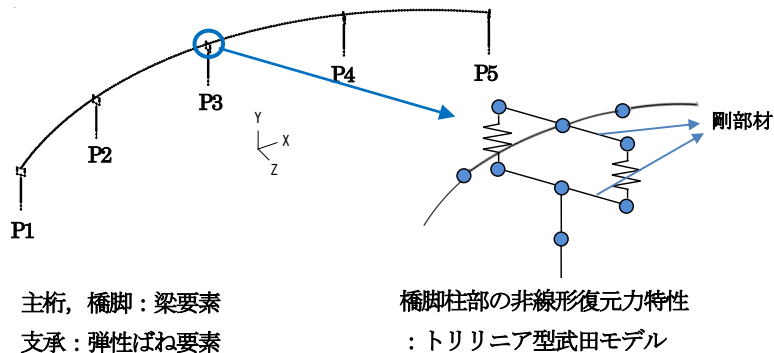 P1
P2
P3
P4
P5
Y
X
Z
剛部材
主桁，橋脚：梁要素
支承：弾性ばね要素
橋脚柱部の非線形復元力特性
：トリリニア型武田モデル